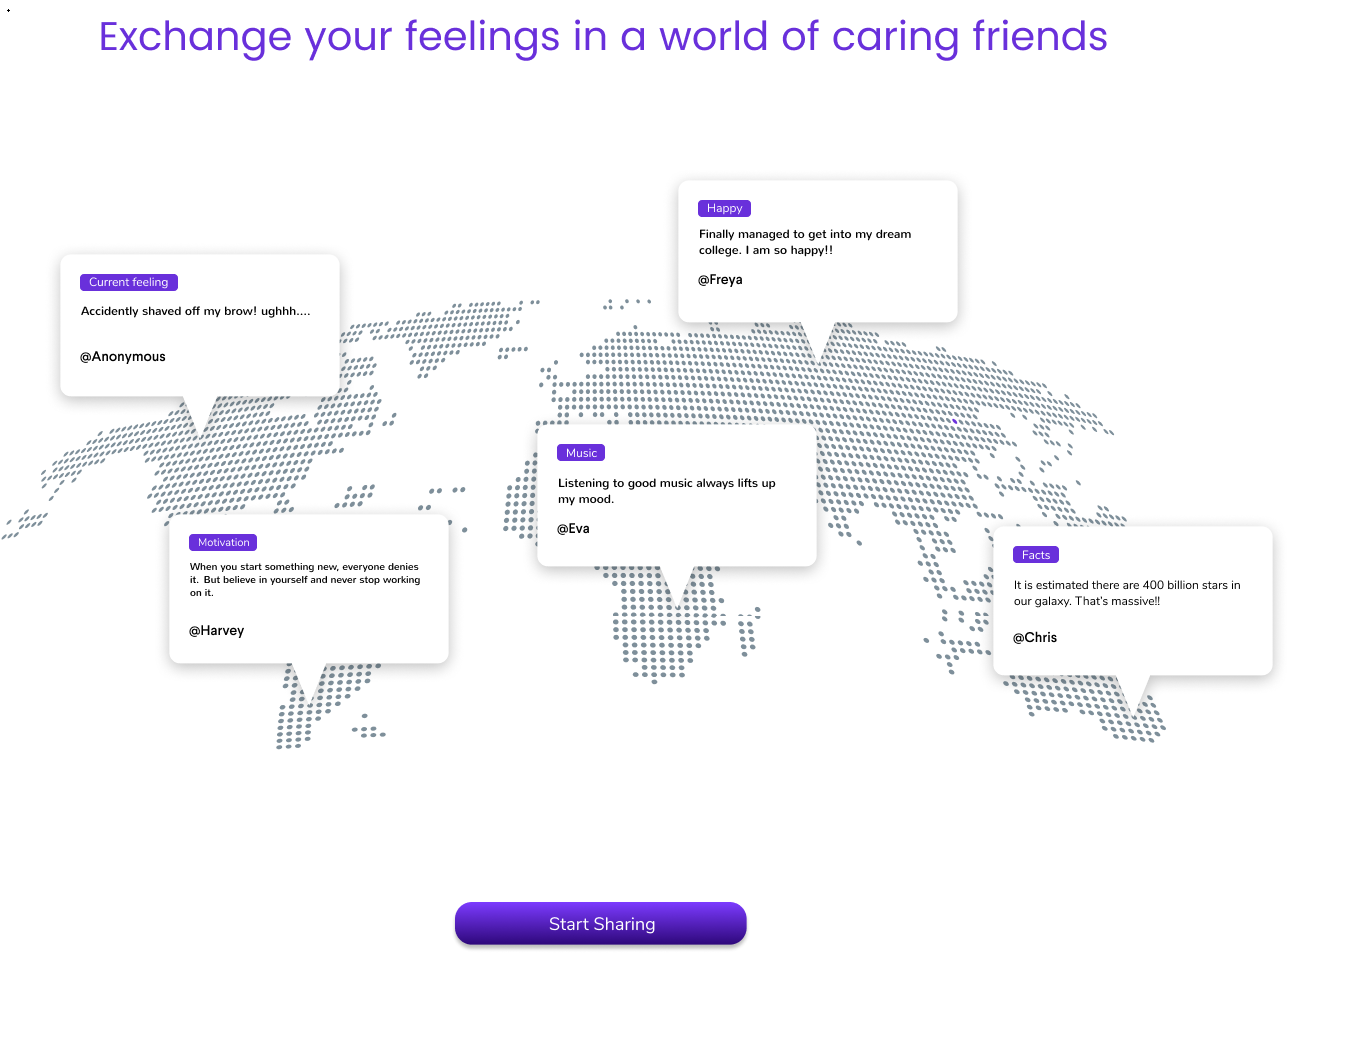 Exchange your feelings in a world of caring friends
Happy
Finally managed to get into my dream
college. I am so happy!!
@Freya
Current feeling
Accidently shaved off my brow! ughhh....
@Anonymous
Music
Listening to good music always lifts up
my mood.
@Eva
Motivation
When you start something new, everyone denies
it. But believe in yourself and never stop working
on it.
@Harvey
Facts
It is estimated there are 400 billion stars in
our galaxy. That's massive!!
@Chris
Start Sharing